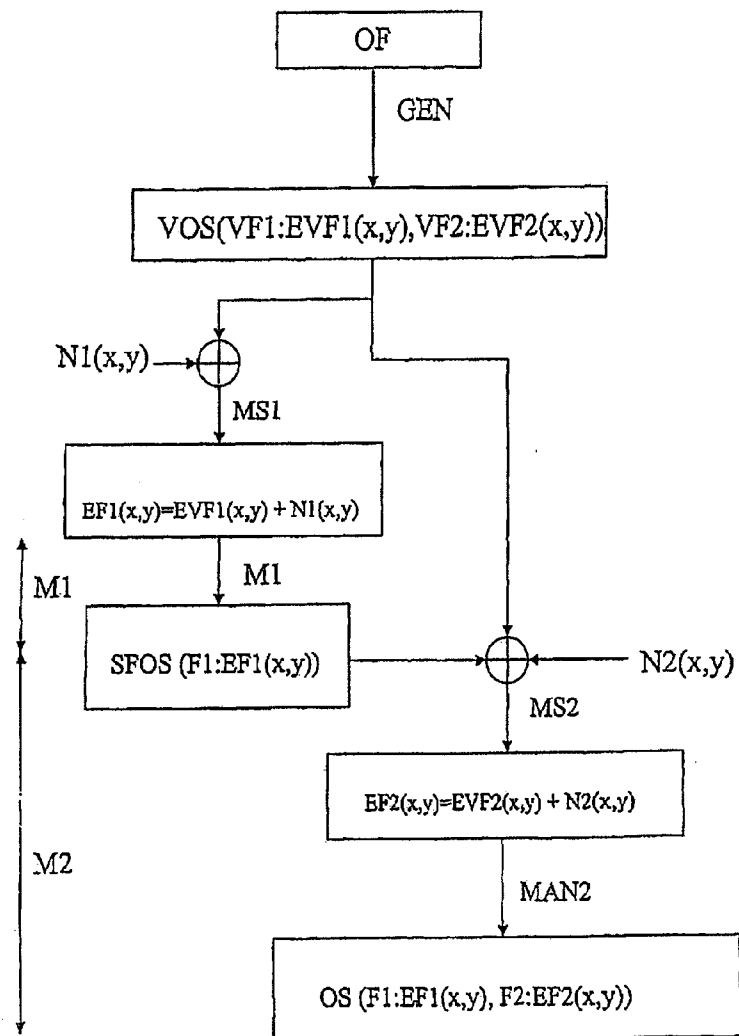 OF
GEN
VOS(VF1:EVF1(x,y),VF2:EVF2(x,y))
N1(x,y)
MS1
EF1(x,y)=EVF1(x,y) + N1(x,y)
M1
M1
SFOS (F1:EF1(x,y))
N2(x,y)
MS2
EF2(x,y)=EVF2(x,y) + N2(x,y)
M2
MAN2
OS (F1:EF1(x,y), F2:EF2(x,y))